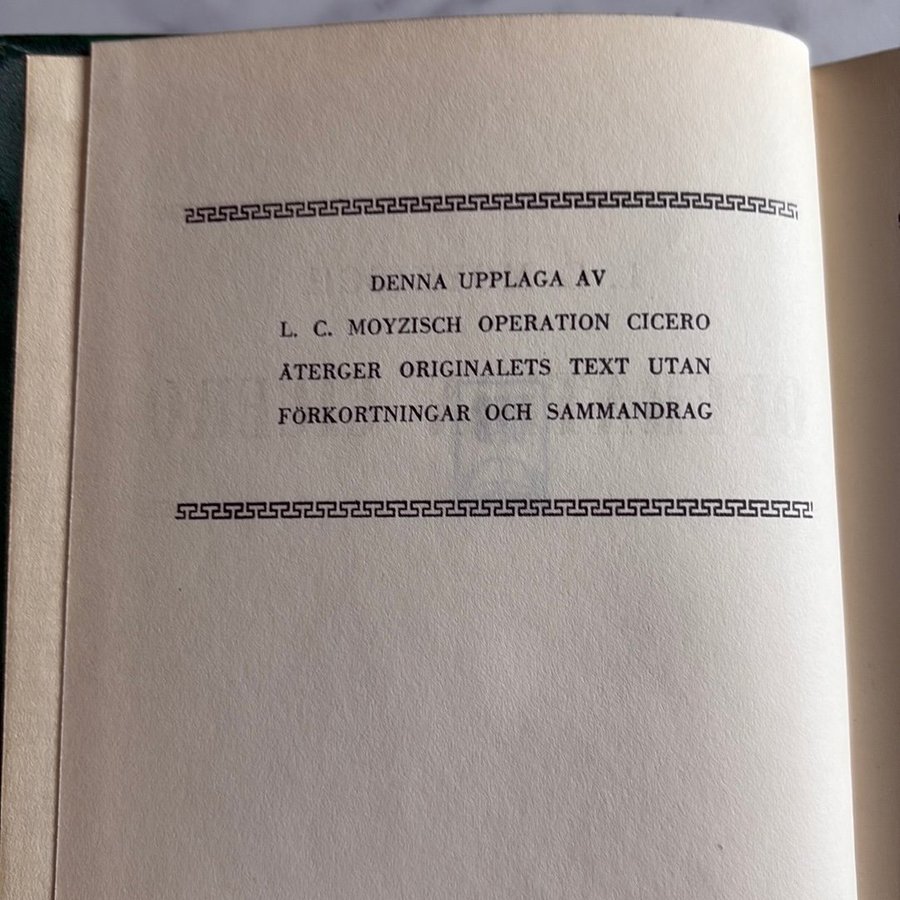 DENNA UPPLAGA AV
L. C. MOYZISCH OPERATION CICERO
ÅTERGER ORIGINALETS TEXT UTAN
FÖRKORTNINGAR OCH SAMMANDRAG